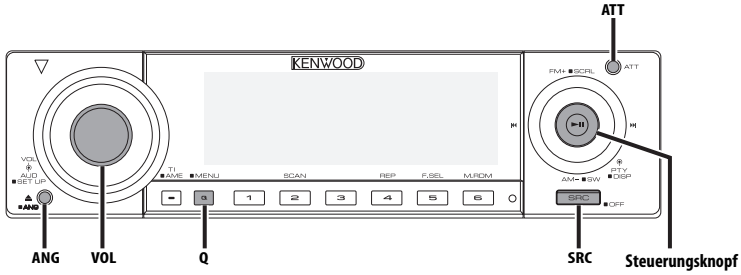 ATT
KENWOOD
ATT
FM+ ■SCRL
VOL
AUD
■SET UP
TI
■AME
■MENU
SCAN
REP
F.SEL
M.RDM
AM− ■SW
PTY
■DISP
■ANG
Q
1
2
3
4
5
6
SRC
■OFF
ANG
VOL
Q
SRC
Steuerungsknopf